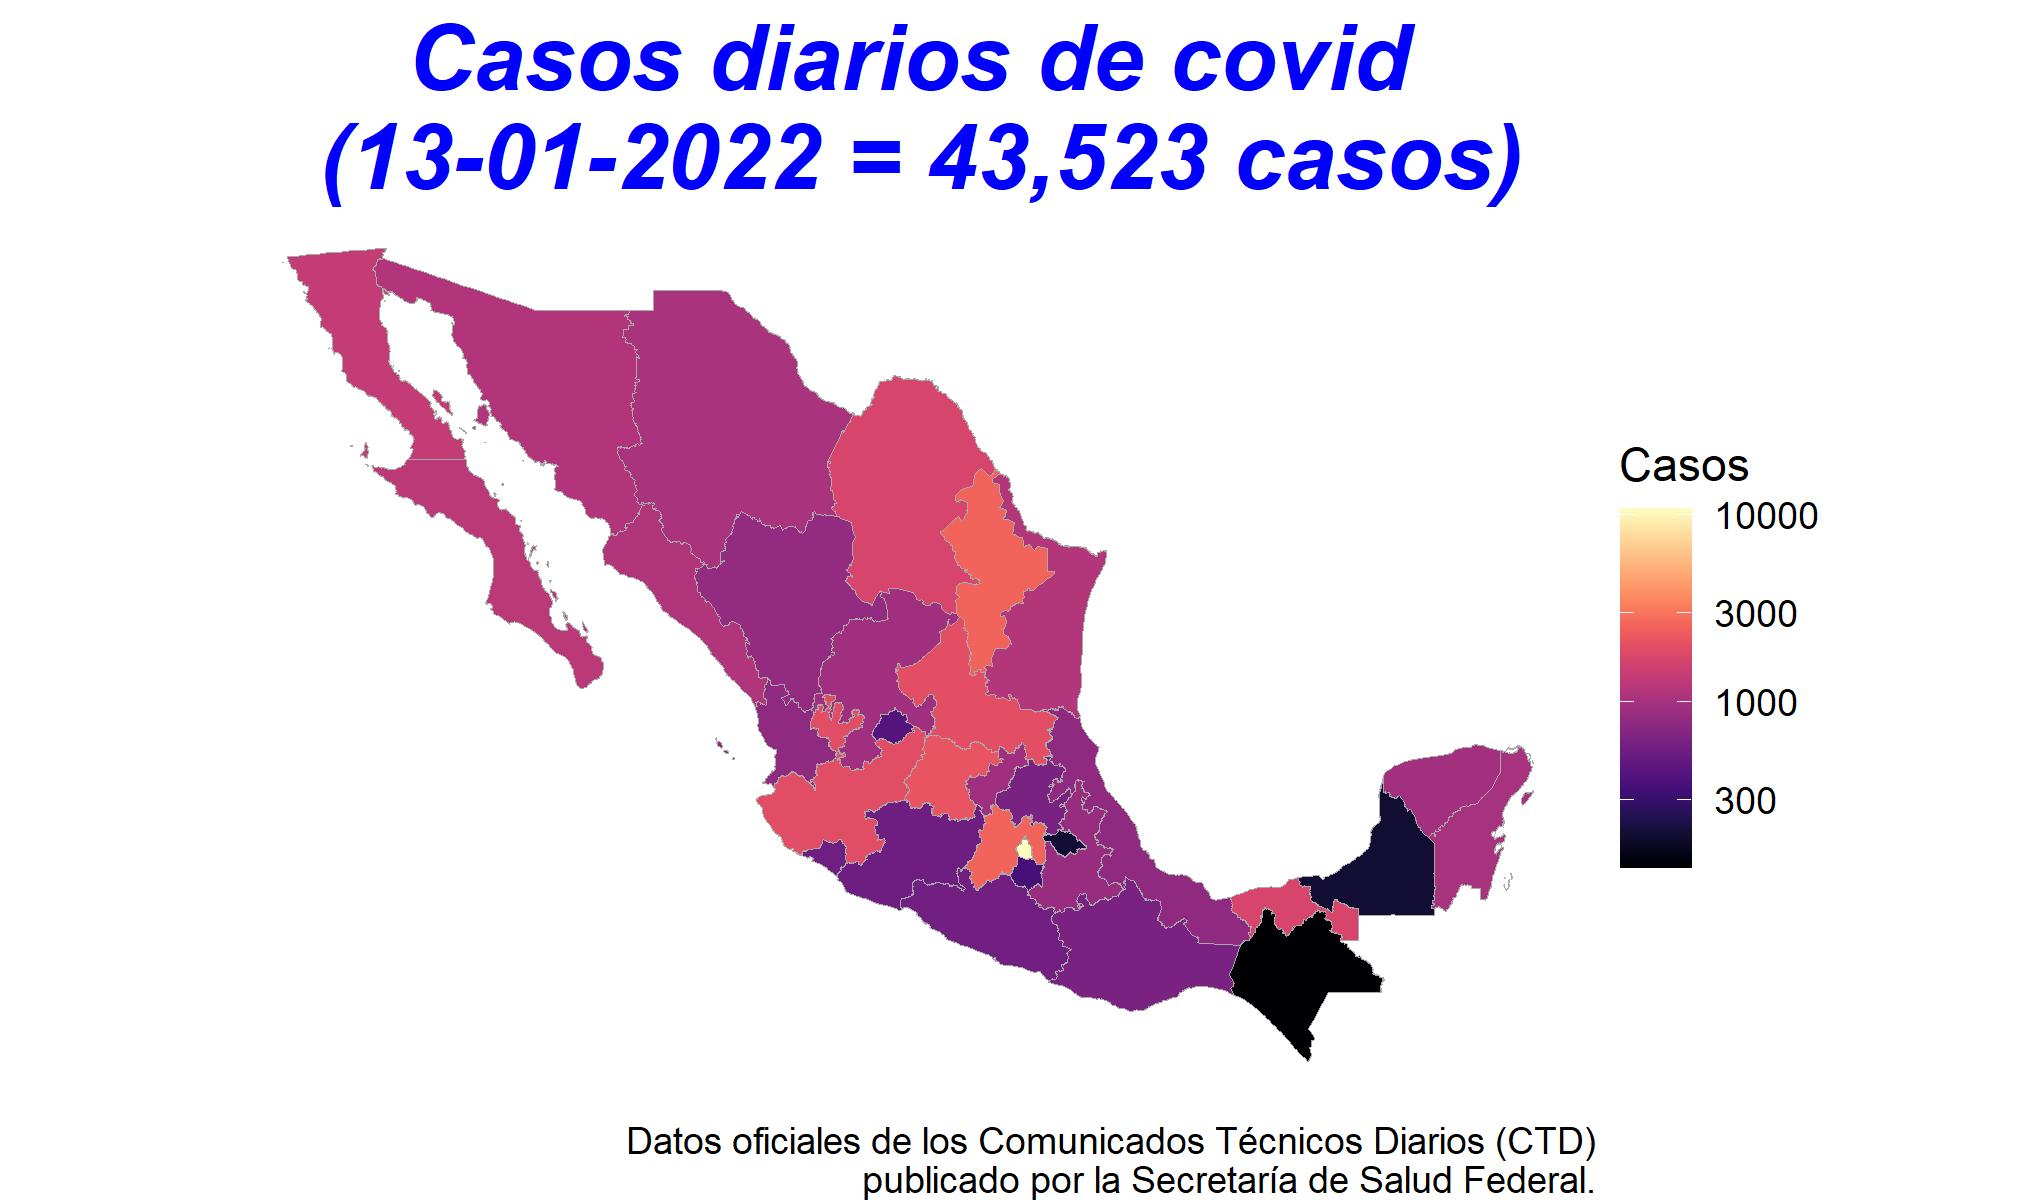 Casos diarios de covid
(13-01-2022 = 43,523 casos)
Casos
10000
3000
1000
300
Datos oficiales de los Comunicados Técnicos Diarios (CTD)
publicado por la Secretaría de Salud Federal.